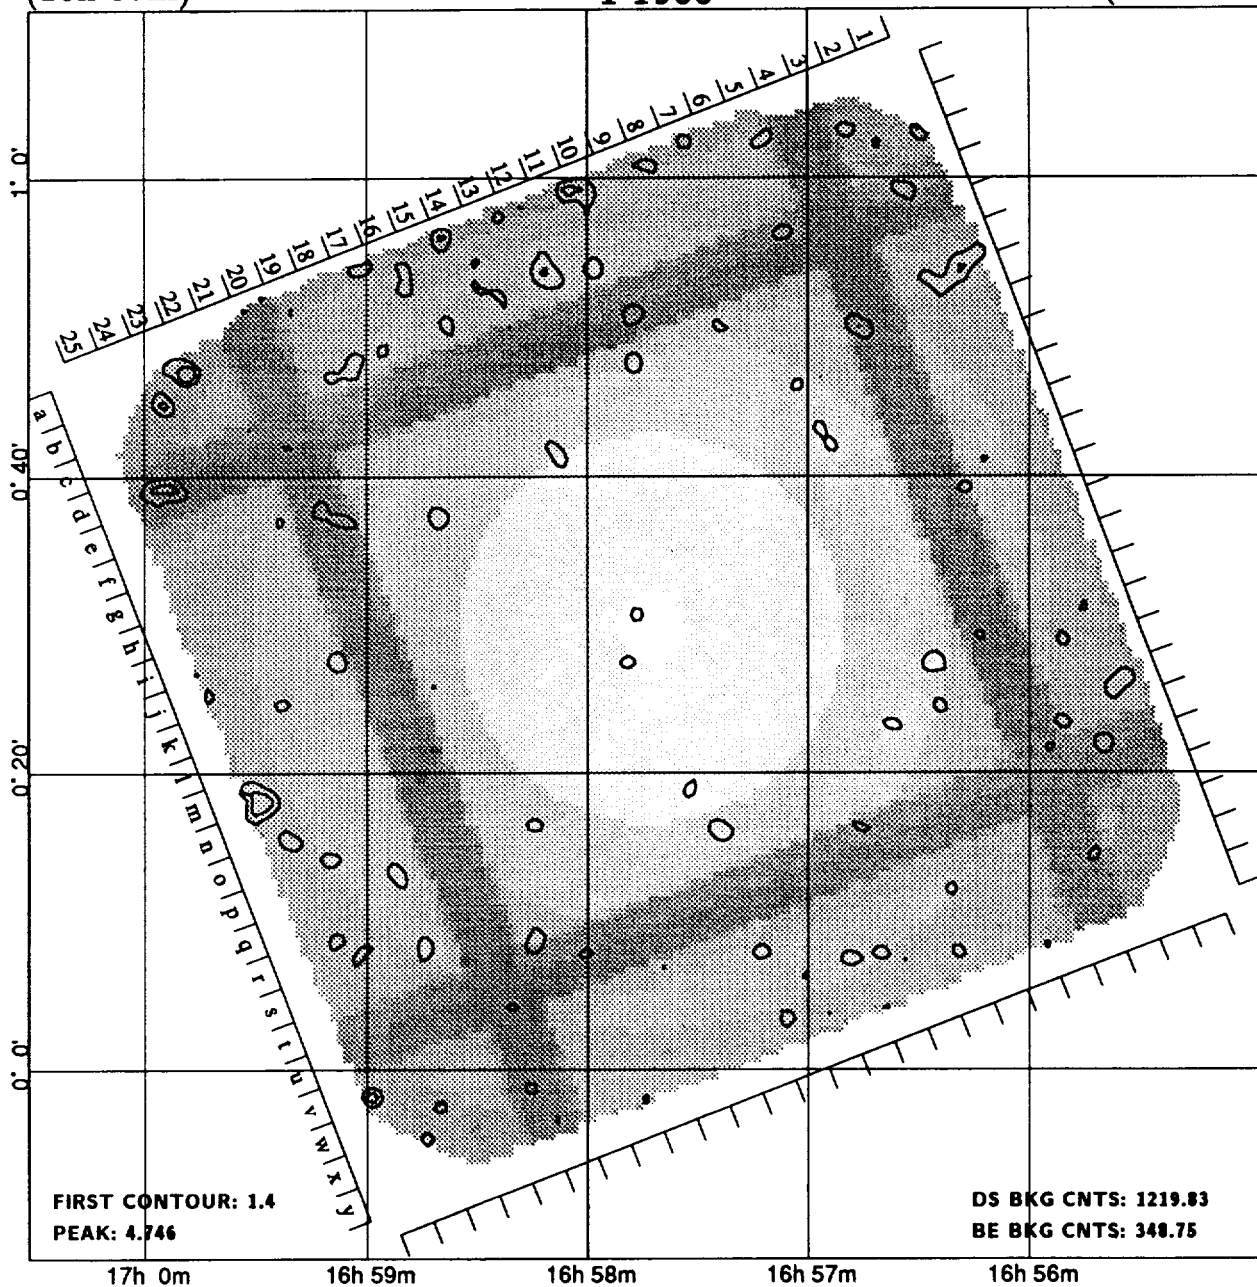 1 2 3 4 5 6 7 8 9 10 11 12 13 14 15 16 17 18 19 20 21 22 23 24 25
1° 0'
0° 40'
0° 20'
0° 0'
a b c d e f g h i j k l m n o p q r s t u v w x y
FIRST CONTOUR: 1.4
PEAK: 4.746
DS BKG CNTS: 1219.83
BE BKG CNTS: 348.75
17h 0m 16h 59m 16h 58m 16h 57m 16h 56m